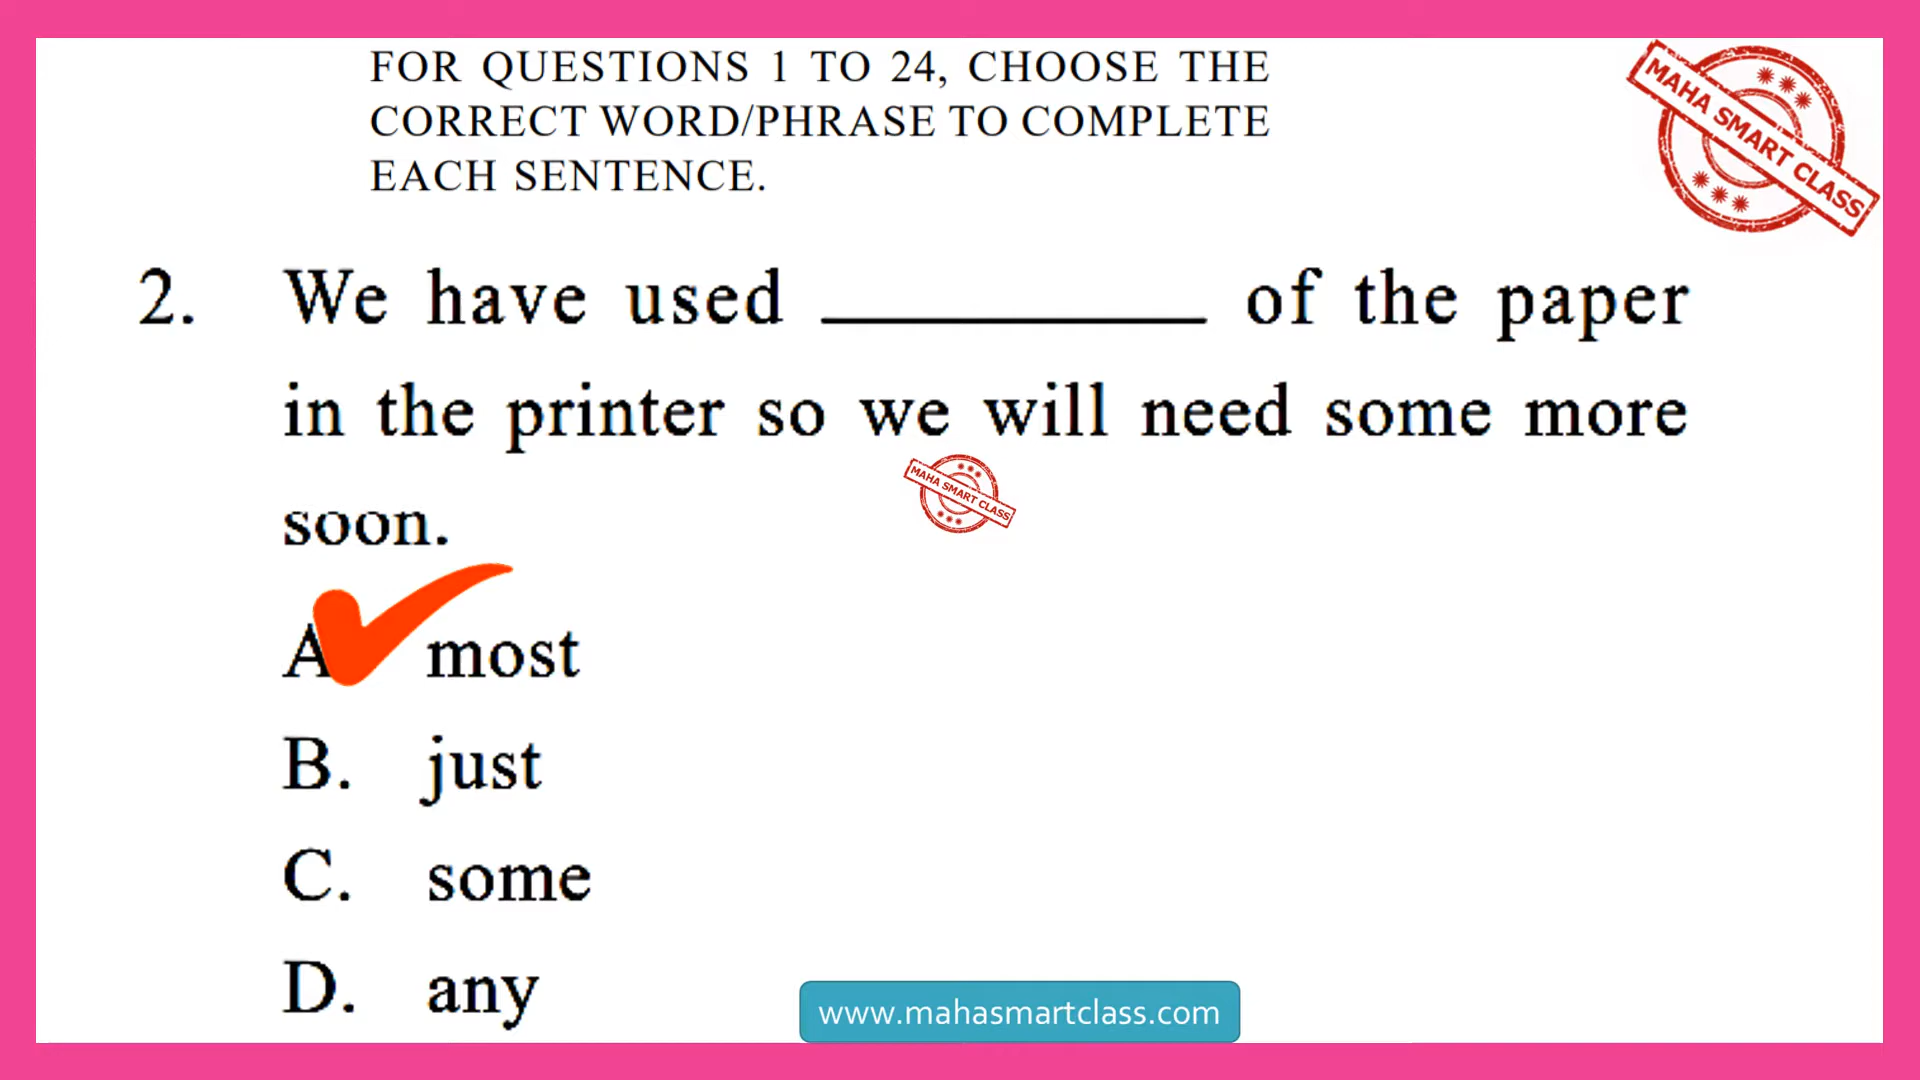 FOR QUESTIONS 1 TO 24, CHOOSE THE
CORRECT WORD/PHRASE TO COMPLETE
EACH SENTENCE.
MAHA SMART CLASS
2. We have used __________ of the paper
in the printer so we will need some more
MAHA SMART CLASS
soon.
A most
B. just
C. some
D. any
www.mahasmartclass.com